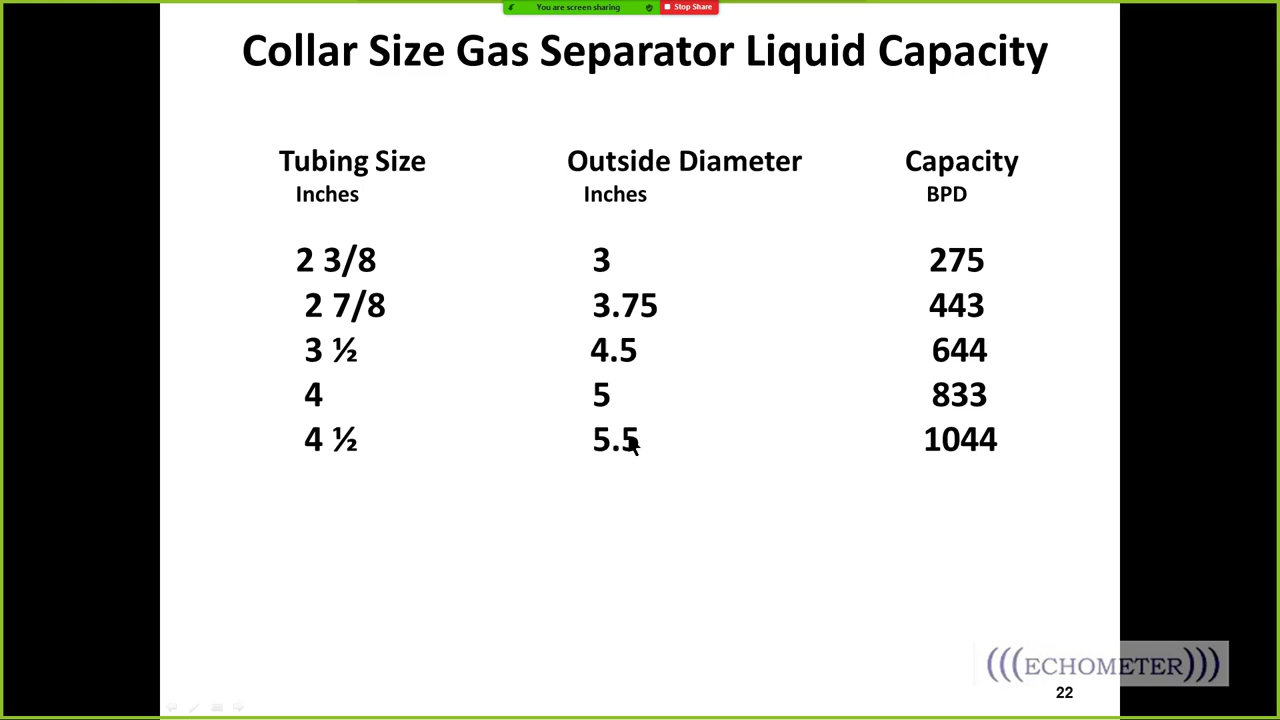 You are screen sharing Stop Share
Collar Size Gas Separator Liquid Capacity
Tubing Size Outside Diameter Capacity
Inches Inches BPD
2 3/8 3 275
2 7/8 3.75 443
3 ½ 4.5 644
4 5 833
4 ½ 5.5 1044
(((ECHOMETER)))
22